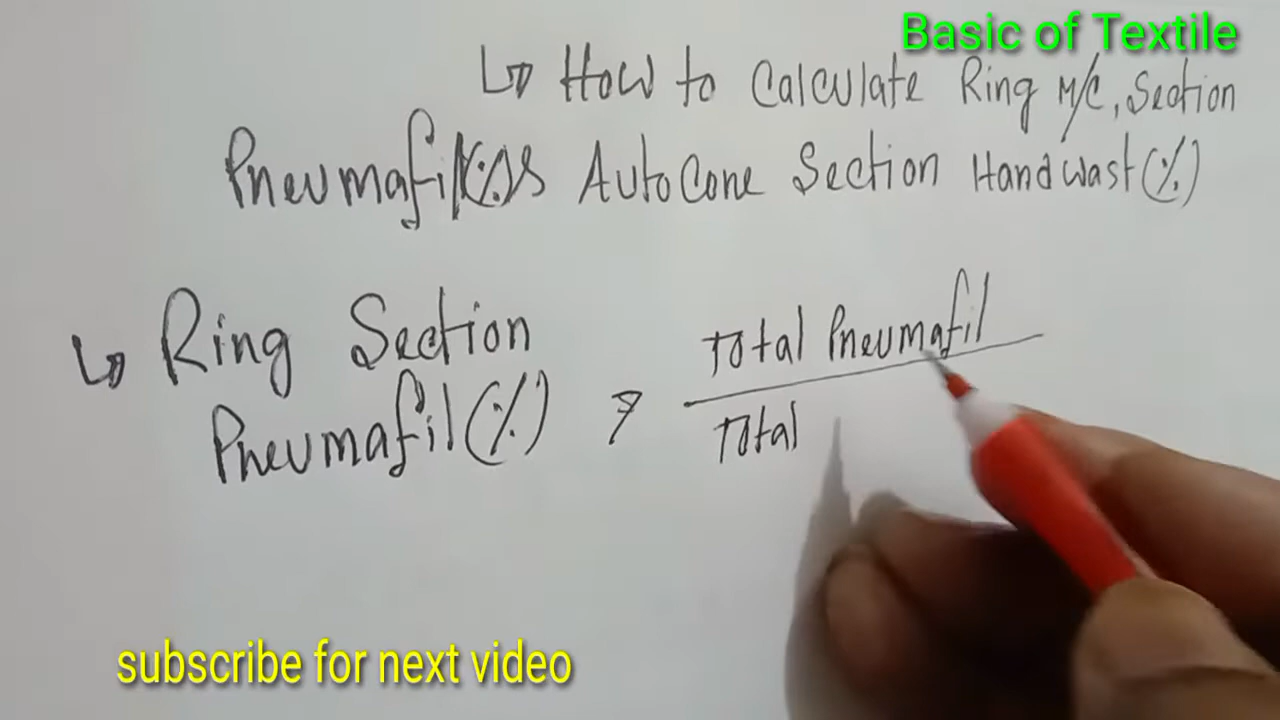 Basic of Textile
↳ How to Calculate Ring M/C, Section
Pneumafil(%) & AutoCone Section Handwast(%)
↳ Ring Section
Pneumafil(%) ⇒
Total Pneumafil
Total
subscribe for next video